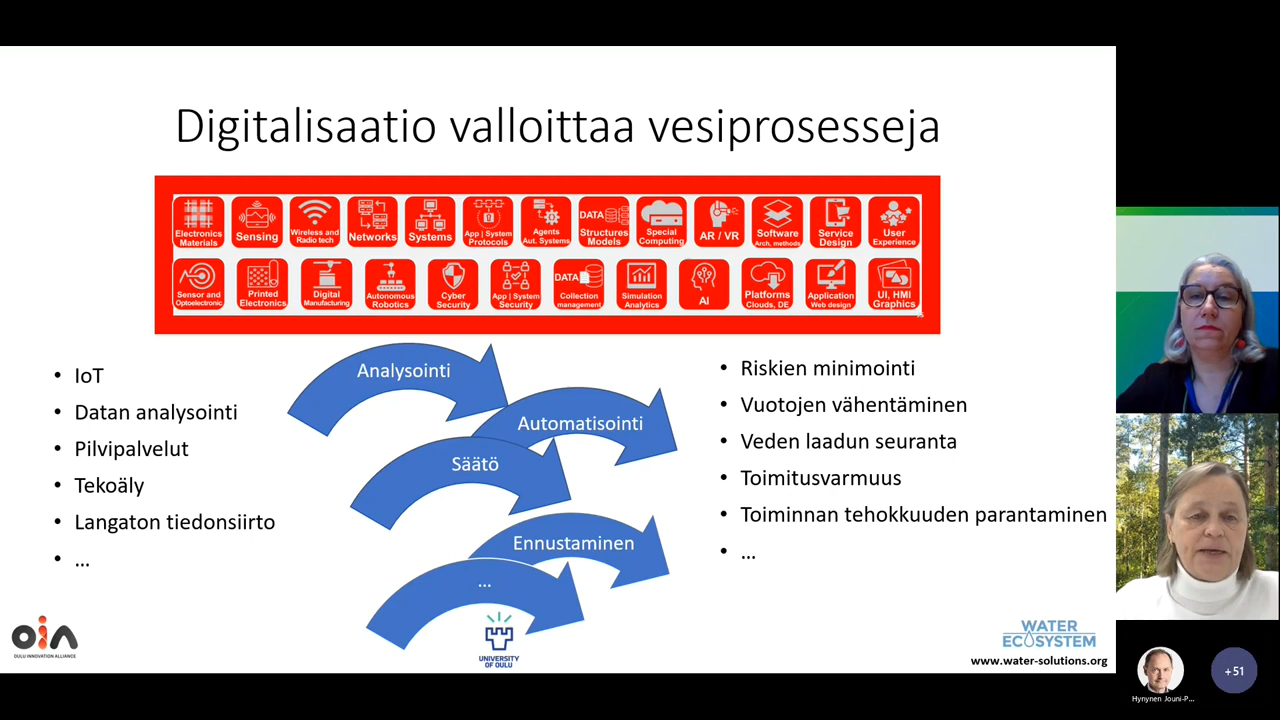 Digitalisaatio valloittaa vesiprosesseja
Electronics
Materials
Sensing
Wireless and
Radio tech
Networks
Systems
App | System
Protocols
Agents
Aut. Systems
DATA
Structures
Models
Special
Computing
AR / VR
Software
Arch, methods
Service
Design
User
Experience
Sensor and
Optoelectronic
Printed
Electronics
Digital
Manufacturing
Autonomous
Robotics
Cyber
Security
App | System
Security
DATA
Collection
management
Simulation
Analytics
AI
Platforms
Clouds, DE
Application
Web design
UI, HMI
Graphics
• IoT
• Datan analysointi
• Pilvipalvelut
• Tekoäly
• Langaton tiedonsiirto
• ...
Analysointi
Automatisointi
Säätö
Ennustaminen
...
• Riskien minimointi
• Vuotojen vähentäminen
• Veden laadun seuranta
• Toimitusvarmuus
• Toiminnan tehokkuuden parantaminen
• ...
OIA
OULU INNOVATION ALLIANCE
UNIVERSITY
OF OULU
WATER
ECOSYSTEM
www.water-solutions.org
Hynynen Jouni-P...
+51